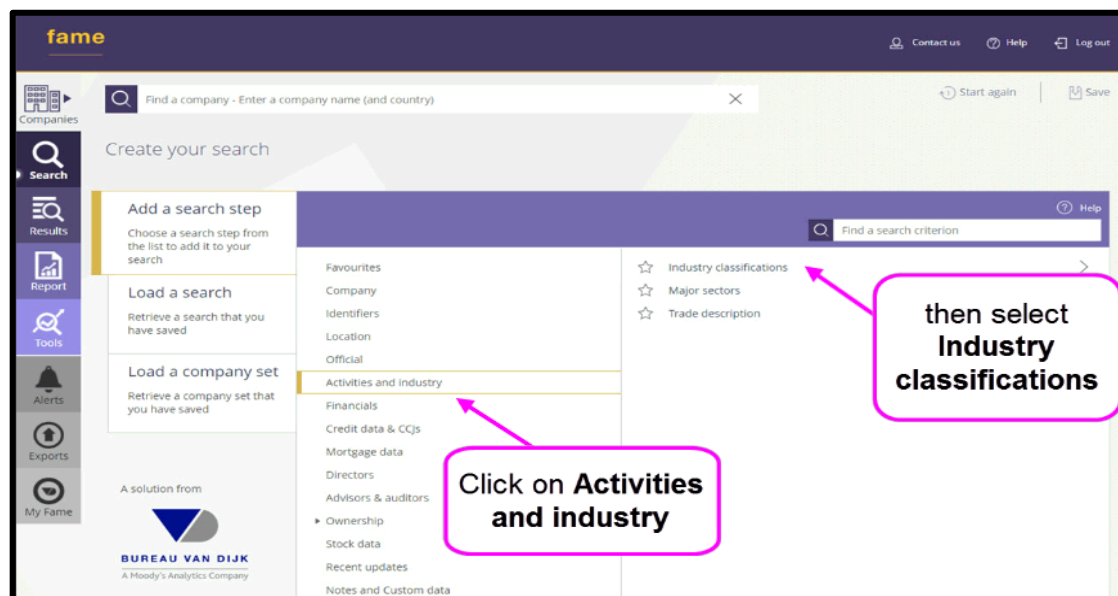 fame
Contact us
Help
Log out
Companies
Find a company - Enter a company name (and country)
Start again
Save
Search
Create your search
Results
Report
Tools
Alerts
Exports
My Fame
Add a search step
Choose a search step from
the list to add it to your
search
Load a search
Retrieve a search that you
have saved
Load a company set
Retrieve a company set that
you have saved
Help
Find a search criterion
Favourites
Company
Identifiers
Location
Official
Activities and industry
Financials
Credit data & CCJs
Mortgage data
Directors
Advisors & auditors
Ownership
Stock data
Recent updates
Notes and Custom data
Industry classifications
Major sectors
Trade description
then select
Industry
classifications
Click on Activities
and industry
A solution from
BUREAU VAN DIJK
A Moody's Analytics Company